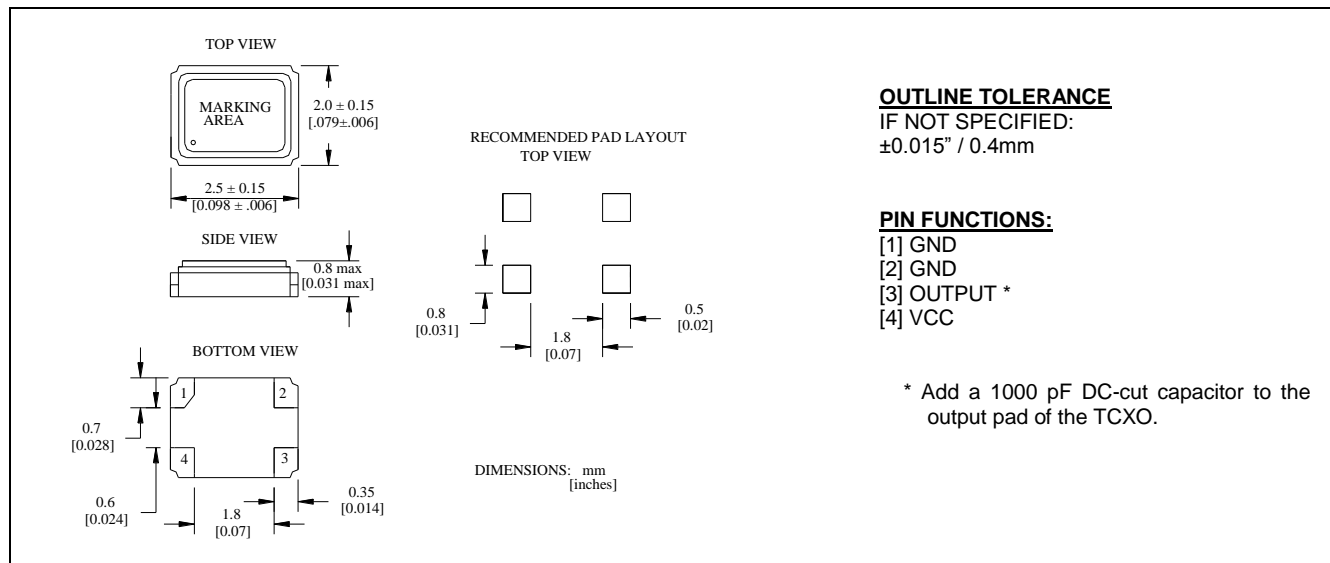 TOP VIEW
MARKING
AREA
2.0 ± 0.15
[.079±.006]
2.5 ± 0.15
[0.098 ± .006]
SIDE VIEW
0.8 max
[0.031 max]
BOTTOM VIEW
1
2
4
3
0.7
[0.028]
0.6
[0.024]
1.8
[0.07]
0.35
[0.014]
RECOMMENDED PAD LAYOUT
TOP VIEW
0.8
[0.031]
1.8
[0.07]
0.5
[0.02]
DIMENSIONS: mm
[inches]
OUTLINE TOLERANCE
IF NOT SPECIFIED:
±0.015” / 0.4mm
PIN FUNCTIONS:
[1] GND
[2] GND
[3] OUTPUT *
[4] VCC
* Add a 1000 pF DC-cut capacitor to the
output pad of the TCXO.